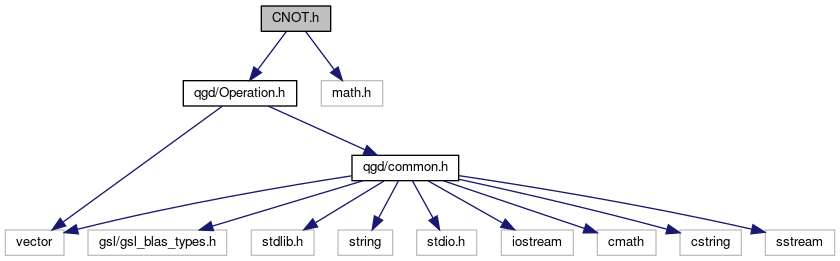 CNOT.h
qgd/Operation.h
math.h
qgd/common.h
vector
gsl/gsl_blas_types.h
stdlib.h
string
stdio.h
iostream
cmath
cstring
sstream